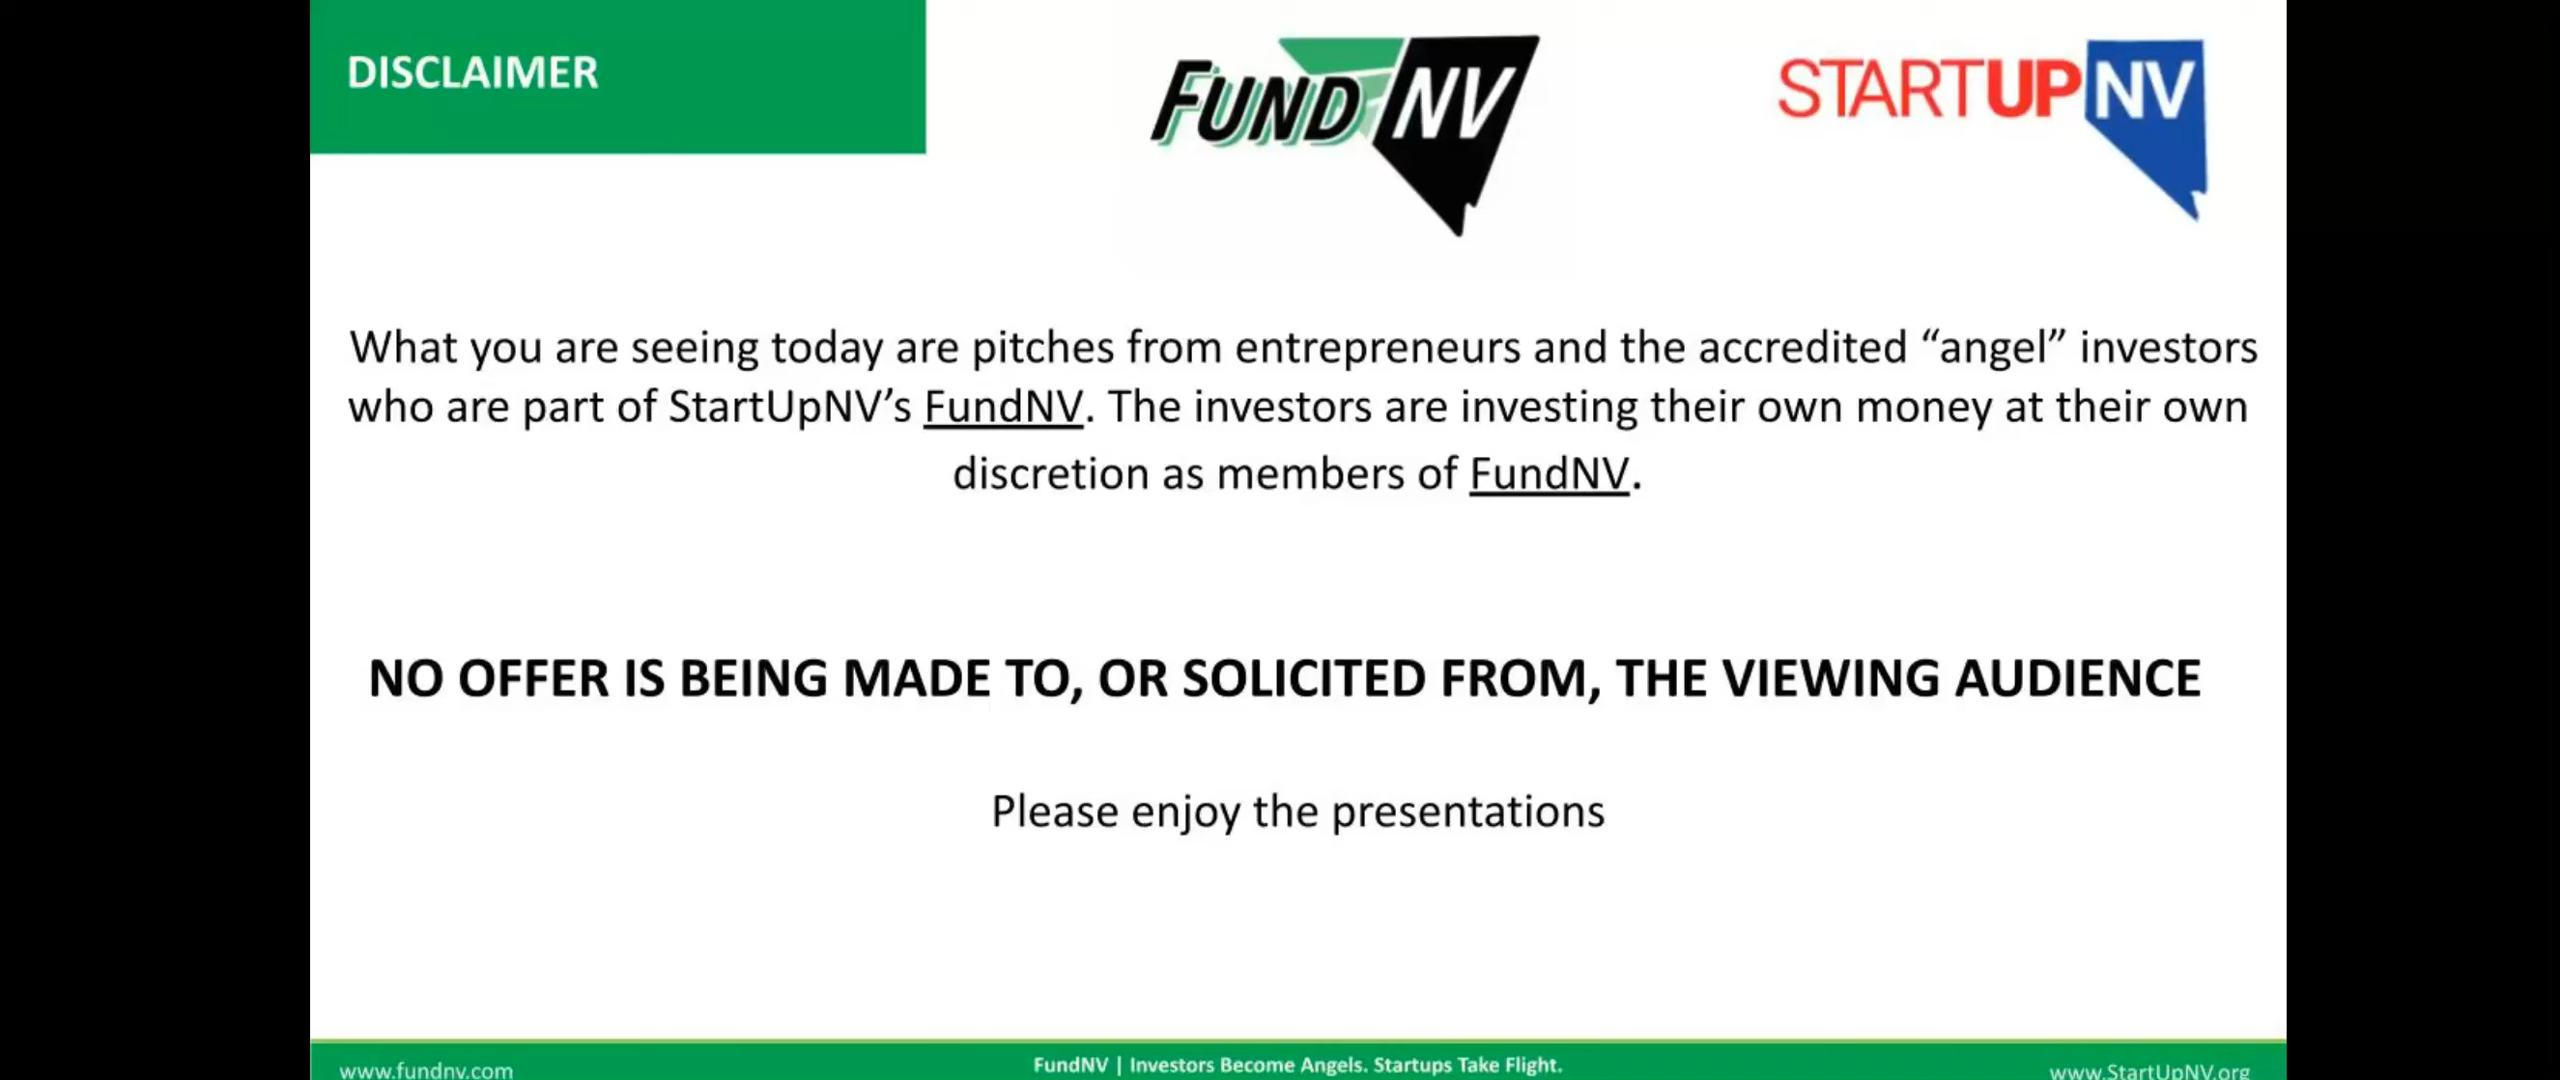 DISCLAIMER
FUND NV
STARTUPNV
What you are seeing today are pitches from entrepreneurs and the accredited “angel” investors
who are part of StartUpNV’s FundNV. The investors are investing their own money at their own
discretion as members of FundNV.
NO OFFER IS BEING MADE TO, OR SOLICITED FROM, THE VIEWING AUDIENCE
Please enjoy the presentations
www.fundnv.com
FundNV | Investors Become Angels. Startups Take Flight.
www.StartUpNV.org